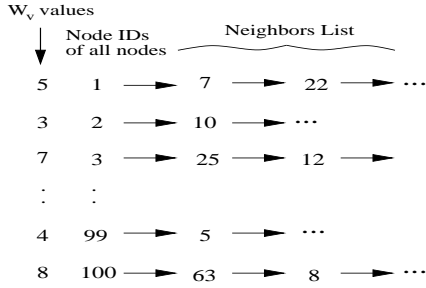 W_v values
Node IDs of all nodes
Neighbors List
5 1 7 22 ...
3 2 10 ...
7 3 25 12
: :
4 99 5 ...
8 100 63 8